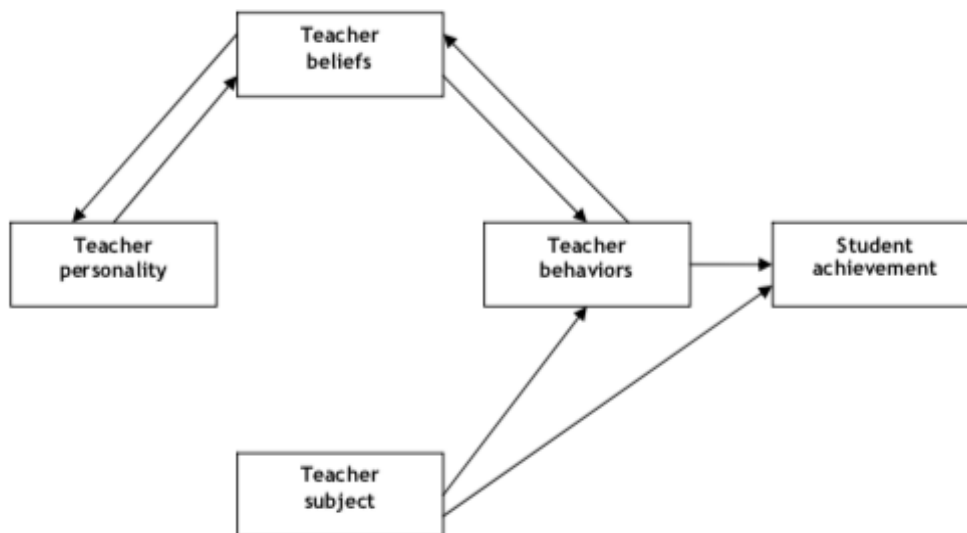 Teacher
beliefs
Teacher
personality
Teacher
behaviors
Student
achievement
Teacher
subject